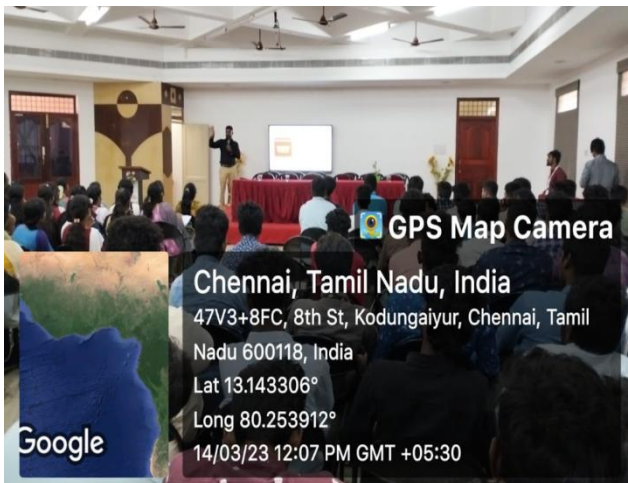 GPS Map Camera
Chennai, Tamil Nadu, India
47V3+8FC, 8th St, Kodungaiyur, Chennai, Tamil
Nadu 600118, India
Lat 13.143306°
Long 80.253912°
14/03/23 12:07 PM GMT +05:30
Google